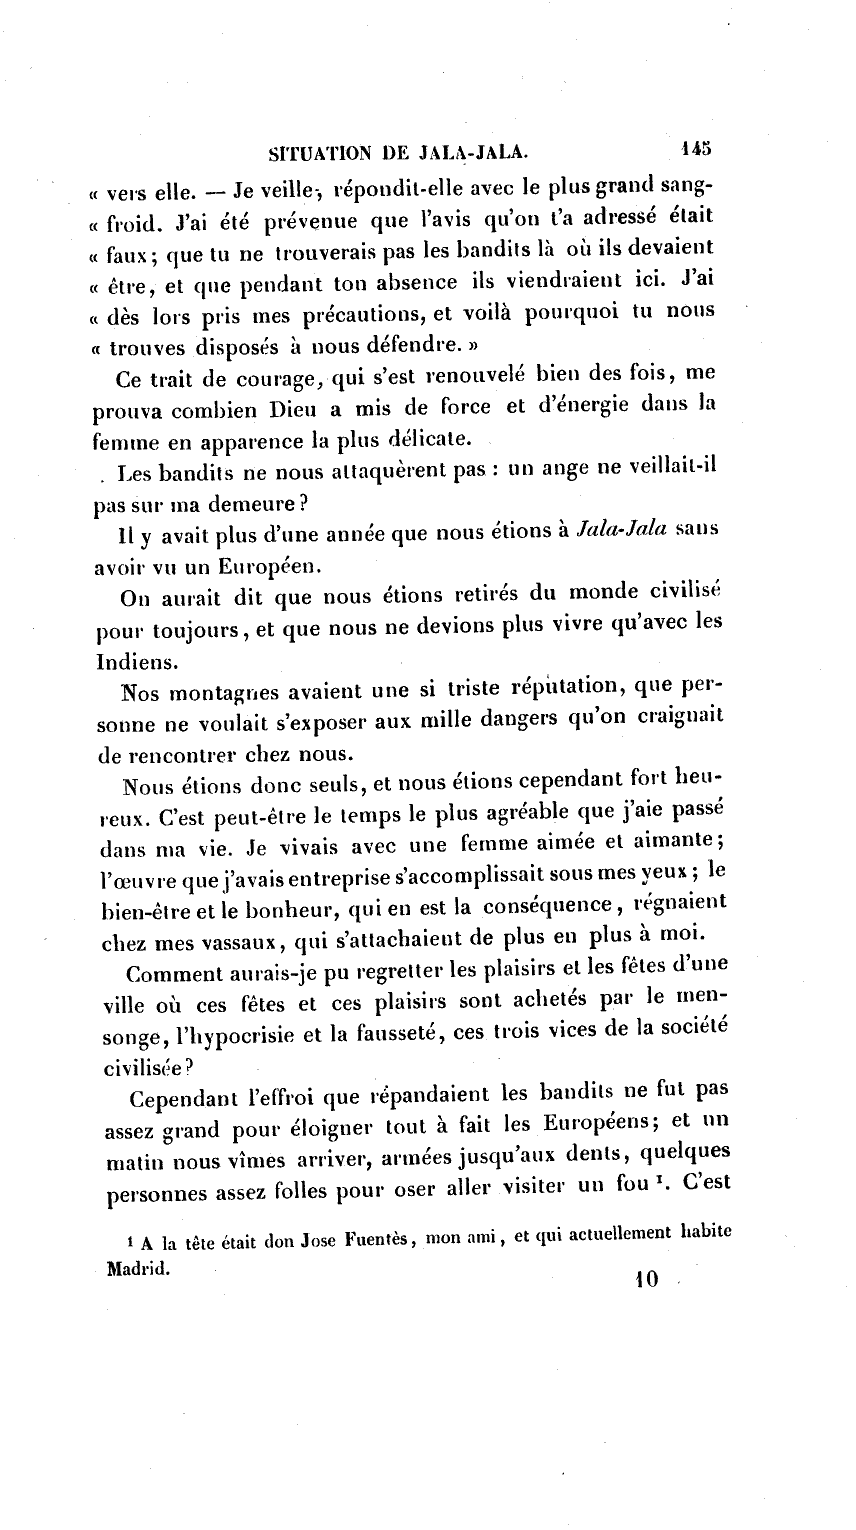 SITUATION DE JALA-JALA. 145
« vers elle. — Je veille, répondit-elle avec le plus grand sang-
« froid. J'ai été prévenue que l'avis qu'on t'a adressé était
« faux; que tu ne trouverais pas les bandits là où ils devaient
« être, et que pendant ton absence ils viendraient ici. J'ai
« dès lors pris mes précautions, et voilà pourquoi tu nous
« trouves disposés à nous défendre. »
Ce trait de courage, qui s'est renouvelé bien des fois, me
prouva combien Dieu a mis de force et d'énergie dans la
femme en apparence la plus délicate.
Les bandits ne nous attaquèrent pas : un ange ne veillait-il
pas sur ma demeure?
Il y avait plus d'une année que nous étions à Jala-Jala sans
avoir vu un Européen.
On aurait dit que nous étions retirés du monde civilisé
pour toujours, et que nous ne devions plus vivre qu'avec les
Indiens.
Nos montagnes avaient une si triste réputation, que per-
sonne ne voulait s'exposer aux mille dangers qu'on craignait
de rencontrer chez nous.
Nous étions donc seuls, et nous étions cependant fort heu-
reux. C'est peut-être le temps le plus agréable que j'aie passé
dans ma vie. Je vivais avec une femme aimée et aimante;
l'œuvre que j'avais entreprise s'accomplissait sous mes yeux; le
bien-être et le bonheur, qui en est la conséquence, régnaient
chez mes vassaux, qui s'attachaient de plus en plus à moi.
Comment aurais-je pu regretter les plaisirs et les fêtes d'une
ville où ces fêtes et ces plaisirs sont achetés par le men-
songe, l'hypocrisie et la fausseté, ces trois vices de la société
civilisée?
Cependant l'effroi que répandaient les bandits ne fut pas
assez grand pour éloigner tout à fait les Européens; et un
matin nous vîmes arriver, armées jusqu'aux dents, quelques
personnes assez folles pour oser aller visiter un fou ¹. C'est
¹ A la tête était don Jose Fuentès, mon ami, et qui actuellement habite
Madrid.
10